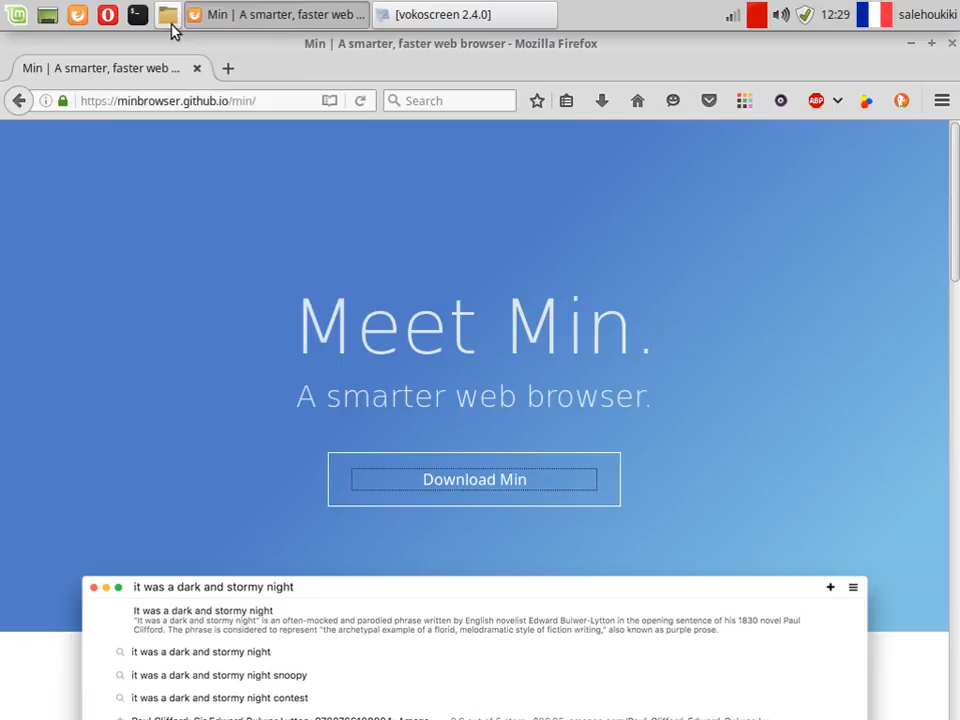 Min | A smarter, faster web ...
[vokoscreen 2.4.0]
12:29
salehoukiki
Min | A smarter, faster web browser - Mozilla Firefox
Min | A smarter, faster web ...
https://minbrowser.github.io/min/
Search
ABP
Meet Min.
A smarter web browser.
Download Min
it was a dark and stormy night
It was a dark and stormy night
"It was a dark and stormy night" is an often-mocked and parodied phrase written by English novelist Edward Bulwer-Lytton in the opening sentence of his 1830 novel Paul
Clifford. The phrase is considered to represent "the archetypal example of a florid, melodramatic style of fiction writing," also known as purple prose.
it was a dark and stormy night
it was a dark and stormy night snoopy
it was a dark and stormy night contest